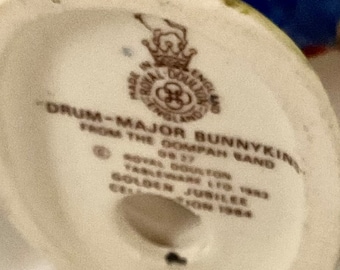 MADE IN ENGLAND
ROYAL DOULTON
ENGLAND
"DRUM-MAJOR BUNNYKINS
FROM THE OOMPAH BAND
DB 27
© ROYAL DOULTON
TABLEWARE LTD 1983
GOLDEN JUBILEE
CELEBRATION 1984